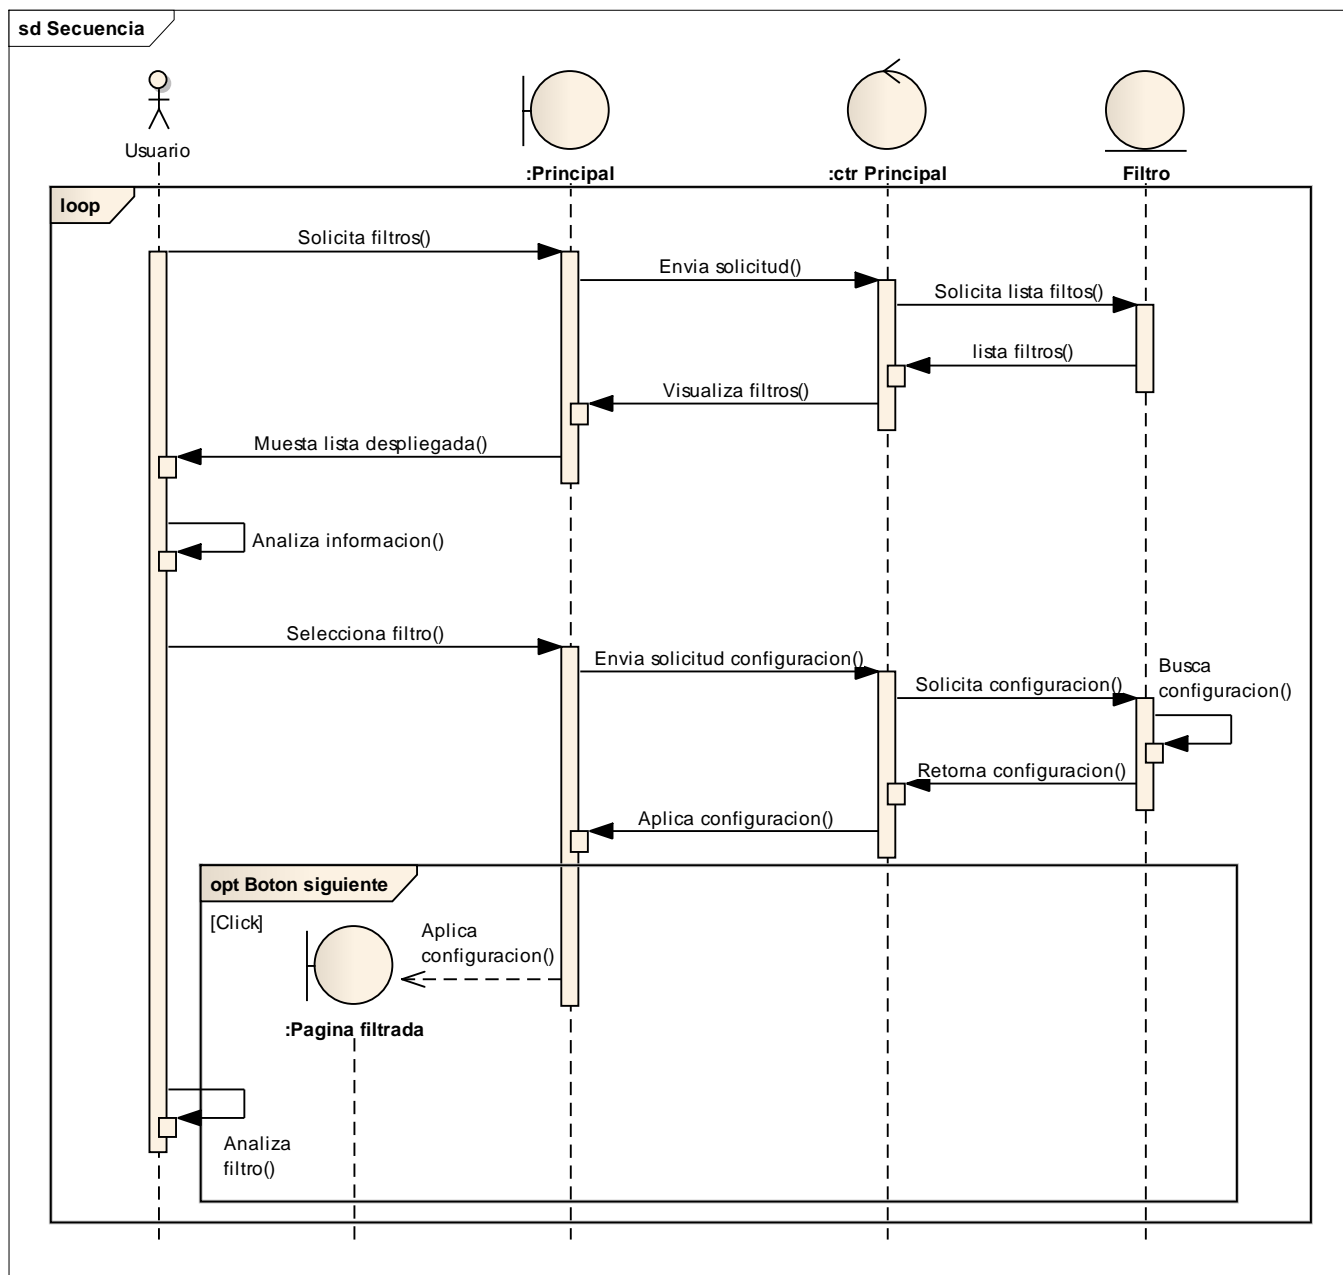 sd Secuencia
Usuario
:Principal
:ctr Principal
Filtro
loop
Solicita filtros()
Envia solicitud()
Solicita lista filtos()
lista filtros()
Visualiza filtros()
Muesta lista despliegada()
Analiza informacion()
Selecciona filtro()
Envia solicitud configuracion()
Busca
configuracion()
Solicita configuracion()
Retorna configuracion()
Aplica configuracion()
opt Boton siguiente
[Click]
Aplica
configuracion()
:Pagina filtrada
Analiza
filtro()